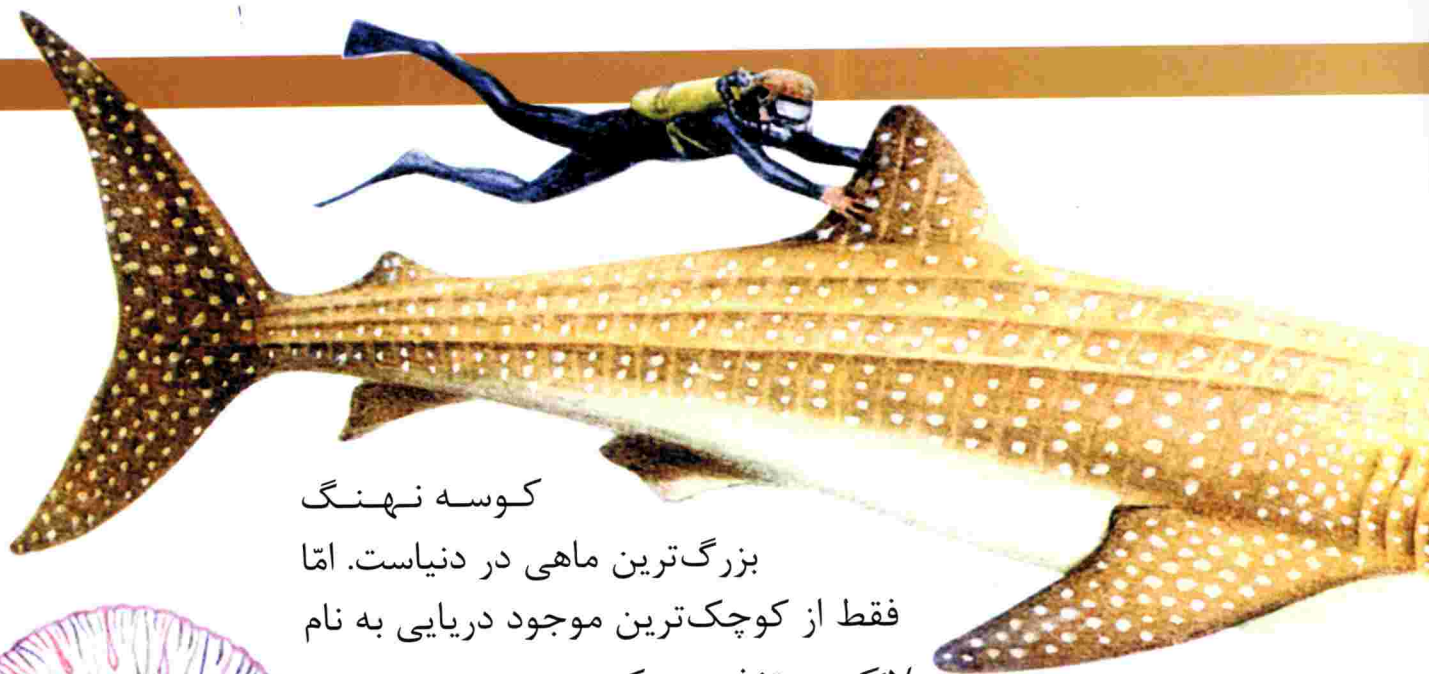 کوسه نهنگ
بزرگ‌ترین ماهی در دنیاست. امّا
فقط از کوچک‌ترین موجود دریایی به نام